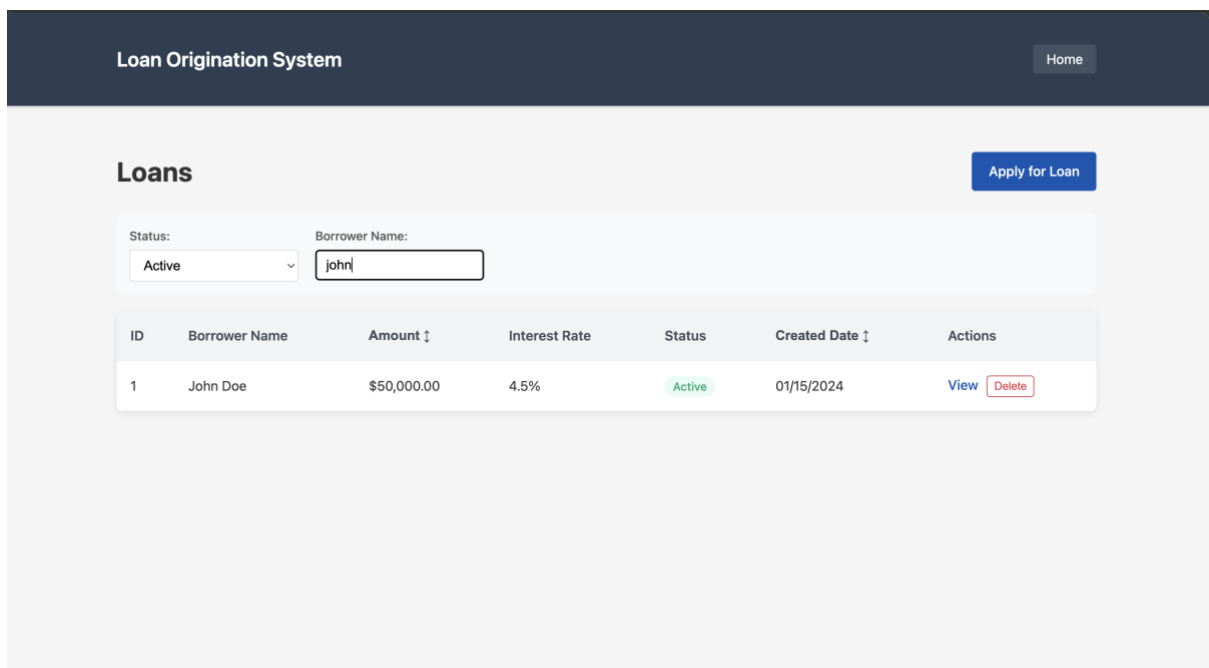 Loan Origination System Home
Loans Apply for Loan
Status: Borrower Name:
Active john
ID Borrower Name Amount ↕ Interest Rate Status Created Date ↕ Actions
1 John Doe $50,000.00 4.5% Active 01/15/2024 View Delete